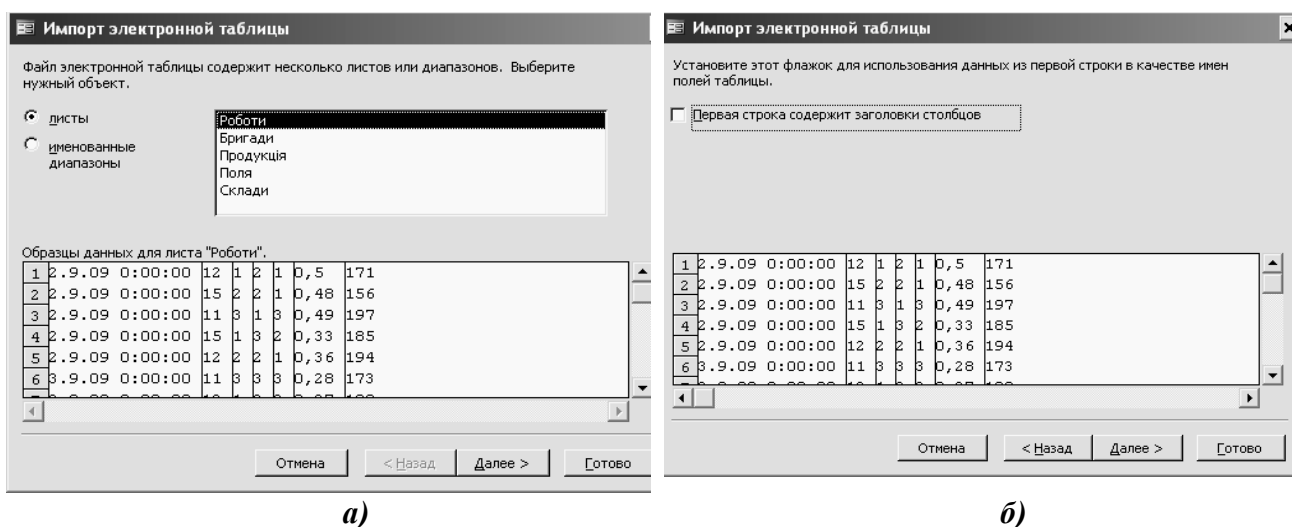 Импорт электронной таблицы
Файл электронной таблицы содержит несколько листов или диапазонов. Выберите
нужный объект.
листы
именованные
диапазоны
Роботи
Бригади
Продукція
Поля
Склади
Образцы данных для листа "Роботи".
1 2.9.09 0:00:00 12 1 2 1 0,5 171
2 2.9.09 0:00:00 15 2 2 1 0,48 156
3 2.9.09 0:00:00 11 3 1 3 0,49 197
4 2.9.09 0:00:00 15 1 3 2 0,33 185
5 2.9.09 0:00:00 12 2 2 1 0,36 194
6 3.9.09 0:00:00 11 3 3 3 0,28 173
Отмена < Назад Далее > Готово
а)
Импорт электронной таблицы
Установите этот флажок для использования данных из первой строки в качестве имен
полей таблицы.
Первая строка содержит заголовки столбцов
1 2.9.09 0:00:00 12 1 2 1 0,5 171
2 2.9.09 0:00:00 15 2 2 1 0,48 156
3 2.9.09 0:00:00 11 3 1 3 0,49 197
4 2.9.09 0:00:00 15 1 3 2 0,33 185
5 2.9.09 0:00:00 12 2 2 1 0,36 194
6 3.9.09 0:00:00 11 3 3 3 0,28 173
Отмена < Назад Далее > Готово
б)